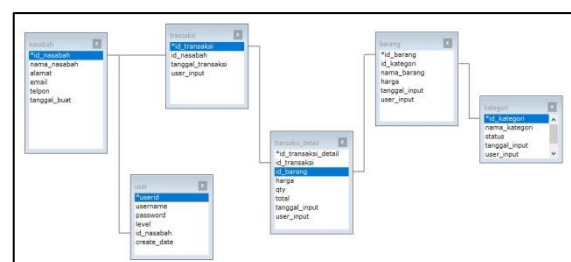 nasabah
*id_nasabah
nama_nasabah
alamat
email
telpon
tanggal_buat
transaksi
*id_transaksi
id_nasabah
tanggal_transaksi
user_input
barang
*id_barang
id_kategori
nama_barang
harga
tanggal_input
user_input
kategori
*id_kategori
nama_kategori
status
tanggal_input
user_input
transaksi_detail
*id_transaksi_detail
id_transaksi
id_barang
harga
qty
total
tanggal_input
user_input
user
*userid
username
password
level
id_nasabah
create_date